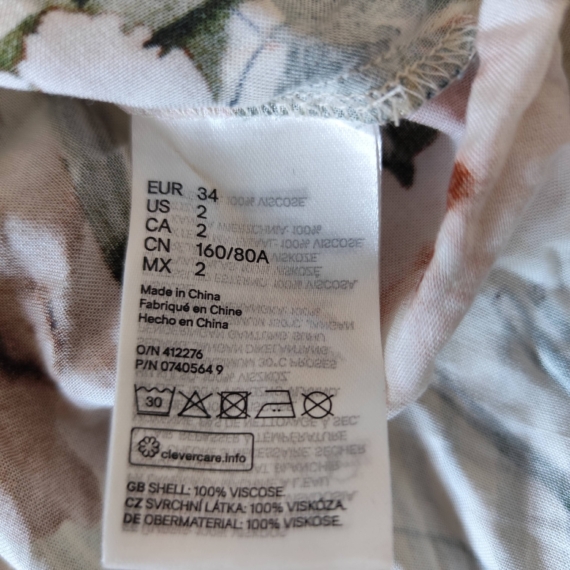 EUR 34
US 2
CA 2
CN 160/80A
MX 2
Made in China
Fabriqué en Chine
Hecho en China
O/N 412276
P/N 0740564 9
30
clevercare.info
GB SHELL: 100% VISCOSE.
CZ SVRCHNÍ LÁTKA: 100% VISKÓZA.
DE OBERMATERIAL: 100% VISKOSE.